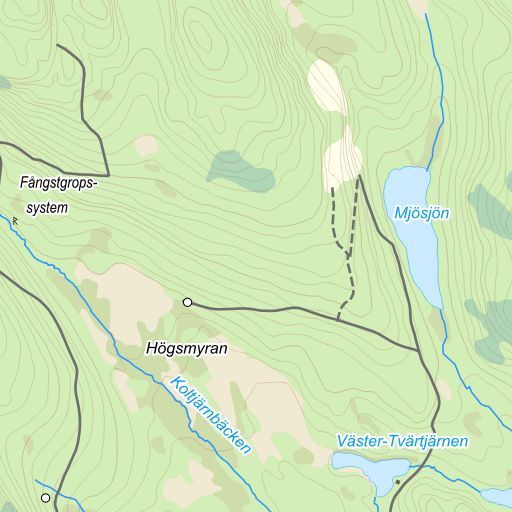 Fångstgrops-
system
Mjösjön
Högsmyran
Koltjärnbäcken
Väster-Tvärtjärnen